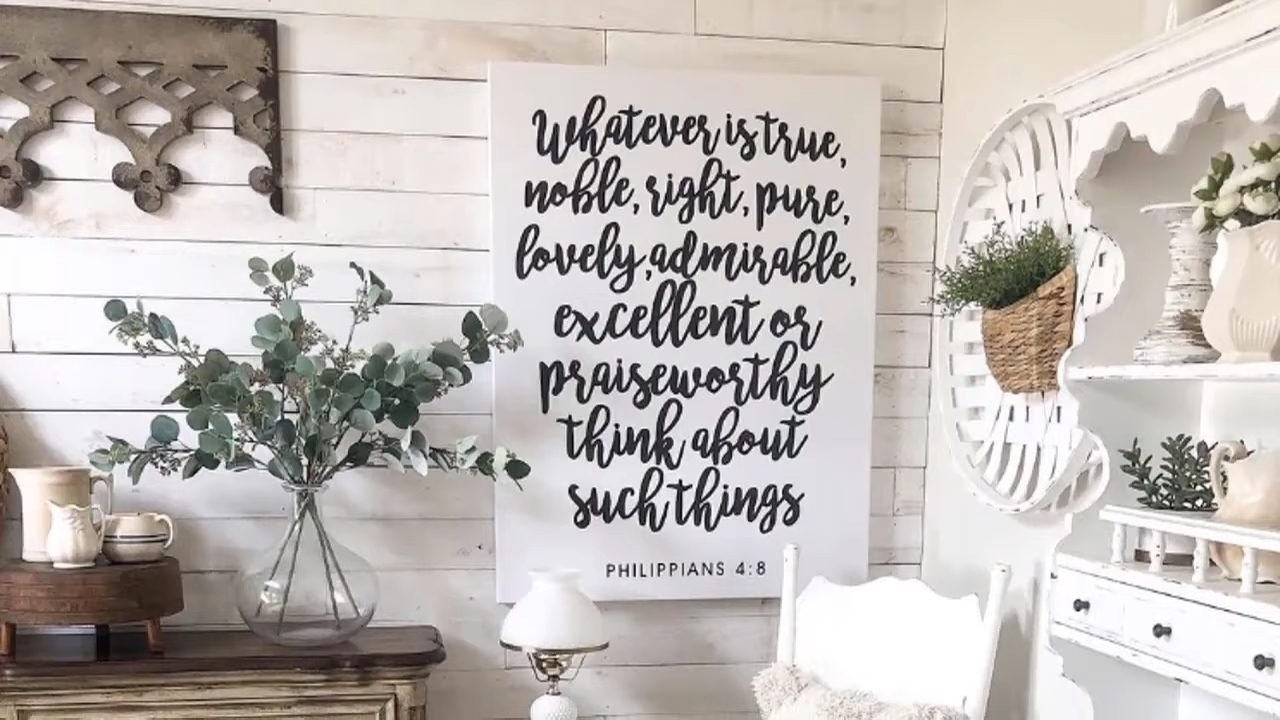 Whatever is true,
noble, right, pure,
lovely, admirable,
excellent or
praiseworthy
think about
such things
PHILIPPIANS 4:8